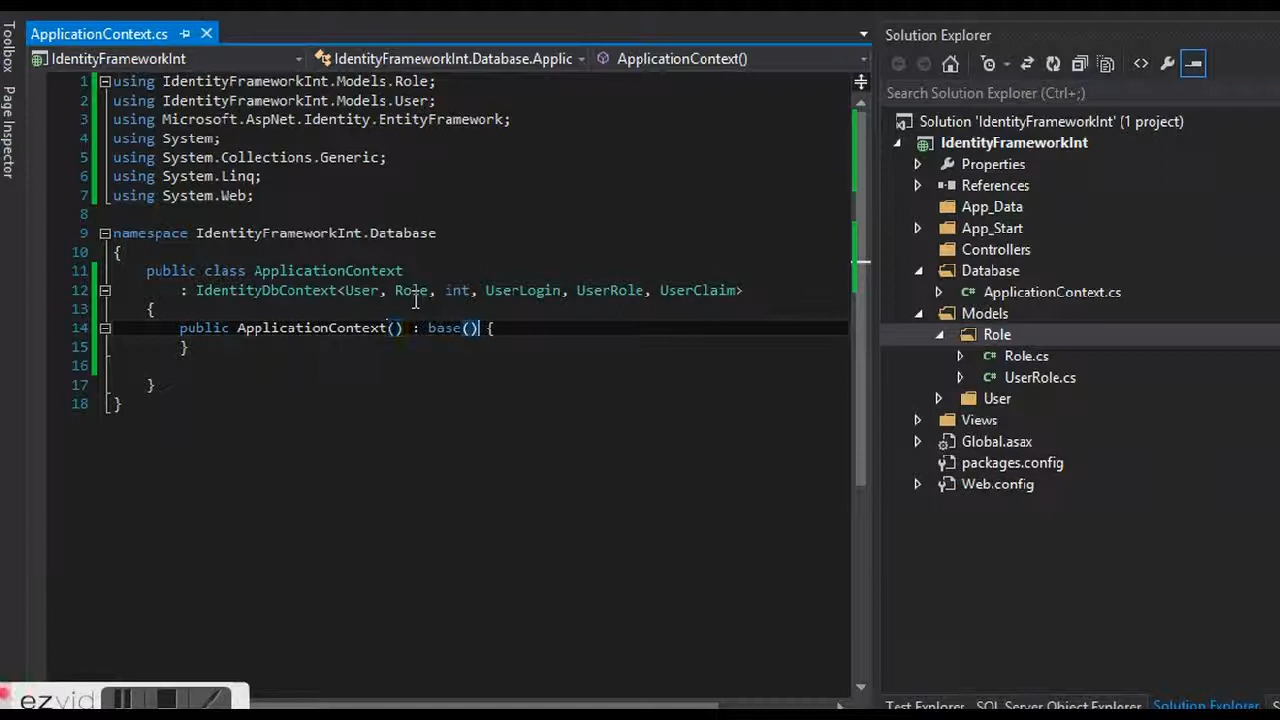 Toolbox
Page Inspector
ApplicationContext.cs
IdentityFrameworkInt
IdentityFrameworkInt.Database.Applic
ApplicationContext()
1 using IdentityFrameworkInt.Models.Role;
2 using IdentityFrameworkInt.Models.User;
3 using Microsoft.AspNet.Identity.EntityFramework;
4 using System;
5 using System.Collections.Generic;
6 using System.Linq;
7 using System.Web;
8
9 namespace IdentityFrameworkInt.Database
10 {
11 public class ApplicationContext
12 : IdentityDbContext<User, Role, int, UserLogin, UserRole, UserClaim>
13 {
14 public ApplicationContext() : base() {
15 }
16
17 }
18 }
Solution Explorer
Search Solution Explorer (Ctrl+;)
Solution 'IdentityFrameworkInt' (1 project)
IdentityFrameworkInt
Properties
References
App_Data
App_Start
Controllers
Database
C# ApplicationContext.cs
Models
Role
C# Role.cs
C# UserRole.cs
User
Views
Global.asax
packages.config
Web.config
ezvid
Test Explorer
SQL Server Object Explorer
Solution Explorer